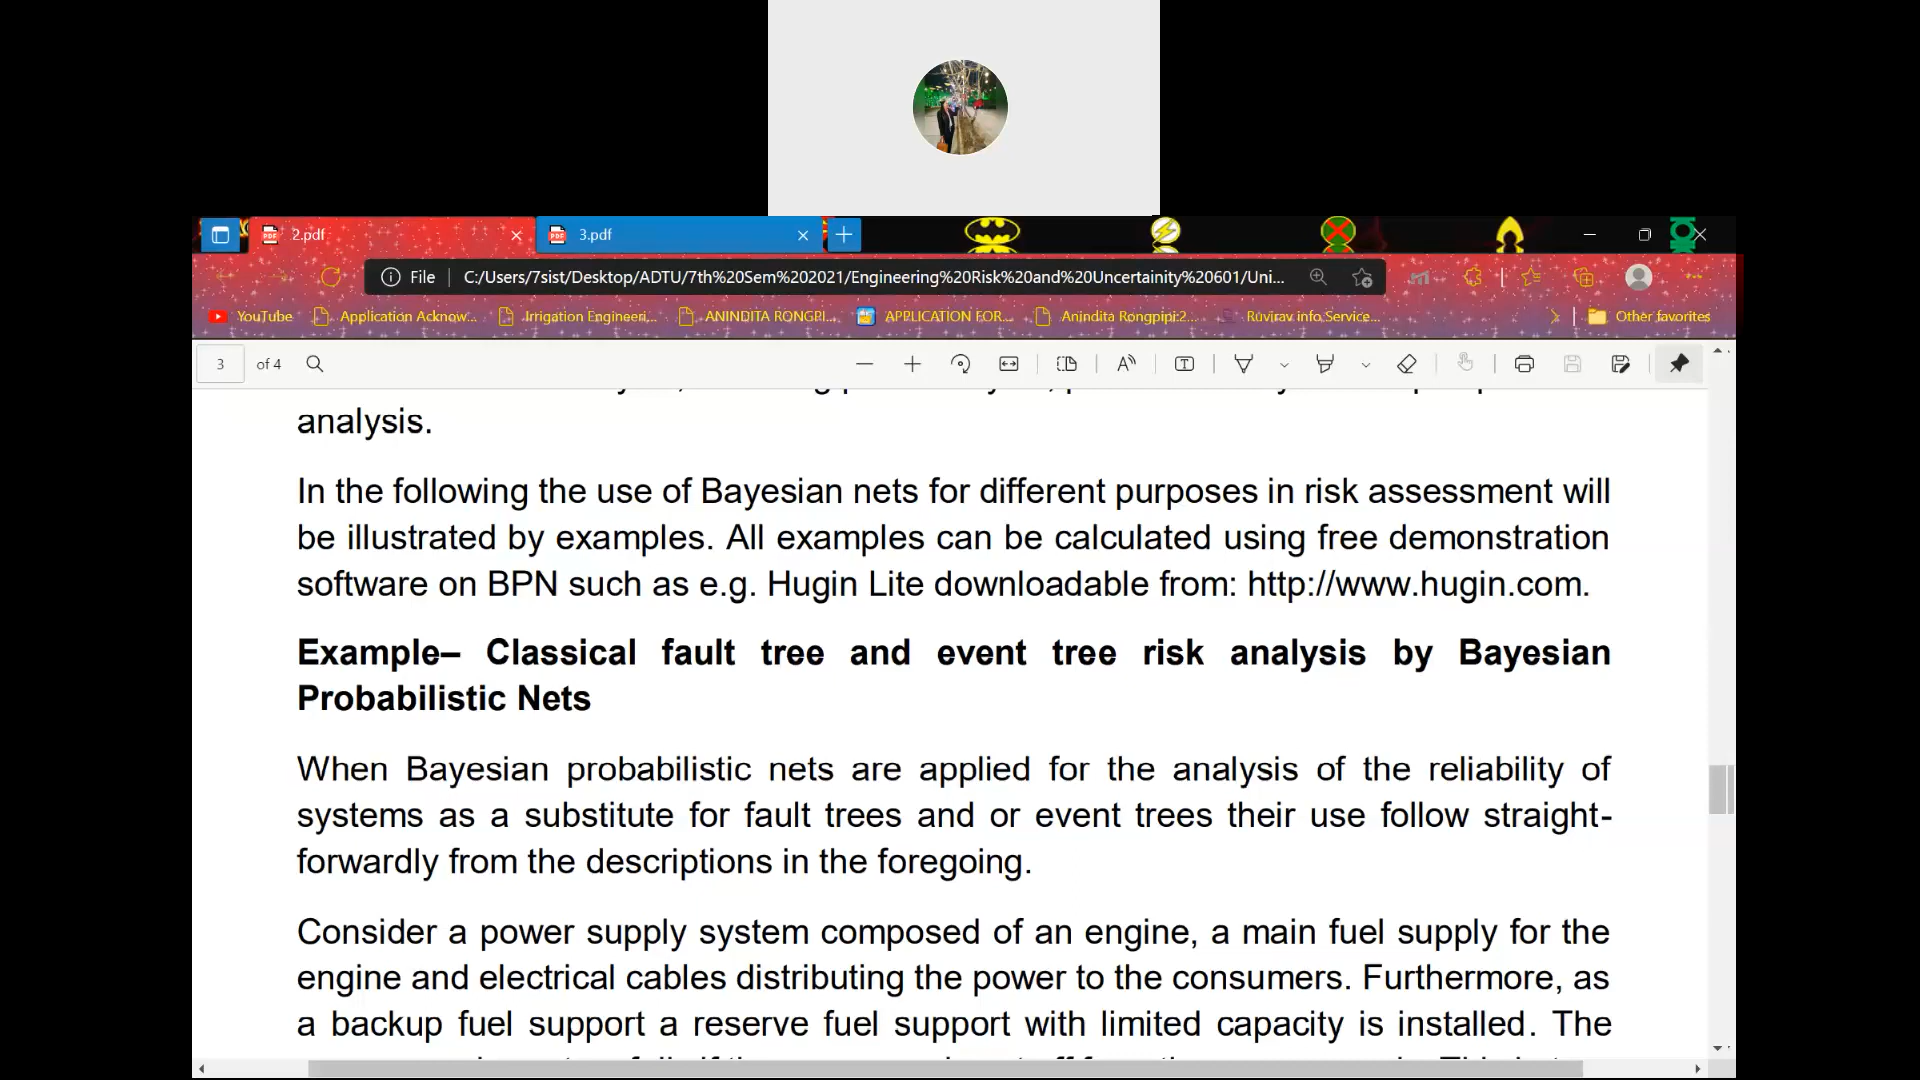 2.pdf
3.pdf
File C:/Users/7sist/Desktop/ADTU/7th%20Sem%202021/Engineering%20Risk%20and%20Uncertainity%20601/Uni...
YouTube Application Acknow... Irrigation Engineeri... ANINDITA RONGPI... APPLICATION FOR... Anindita Rongpipi:2... Ruvirav info Service... Other favorites
3 of 4
analysis.
In the following the use of Bayesian nets for different purposes in risk assessment will
be illustrated by examples. All examples can be calculated using free demonstration
software on BPN such as e.g. Hugin Lite downloadable from: http://www.hugin.com.
Example– Classical fault tree and event tree risk analysis by Bayesian
Probabilistic Nets
When Bayesian probabilistic nets are applied for the analysis of the reliability of
systems as a substitute for fault trees and or event trees their use follow straight-
forwardly from the descriptions in the foregoing.
Consider a power supply system composed of an engine, a main fuel supply for the
engine and electrical cables distributing the power to the consumers. Furthermore, as
a backup fuel support a reserve fuel support with limited capacity is installed. The